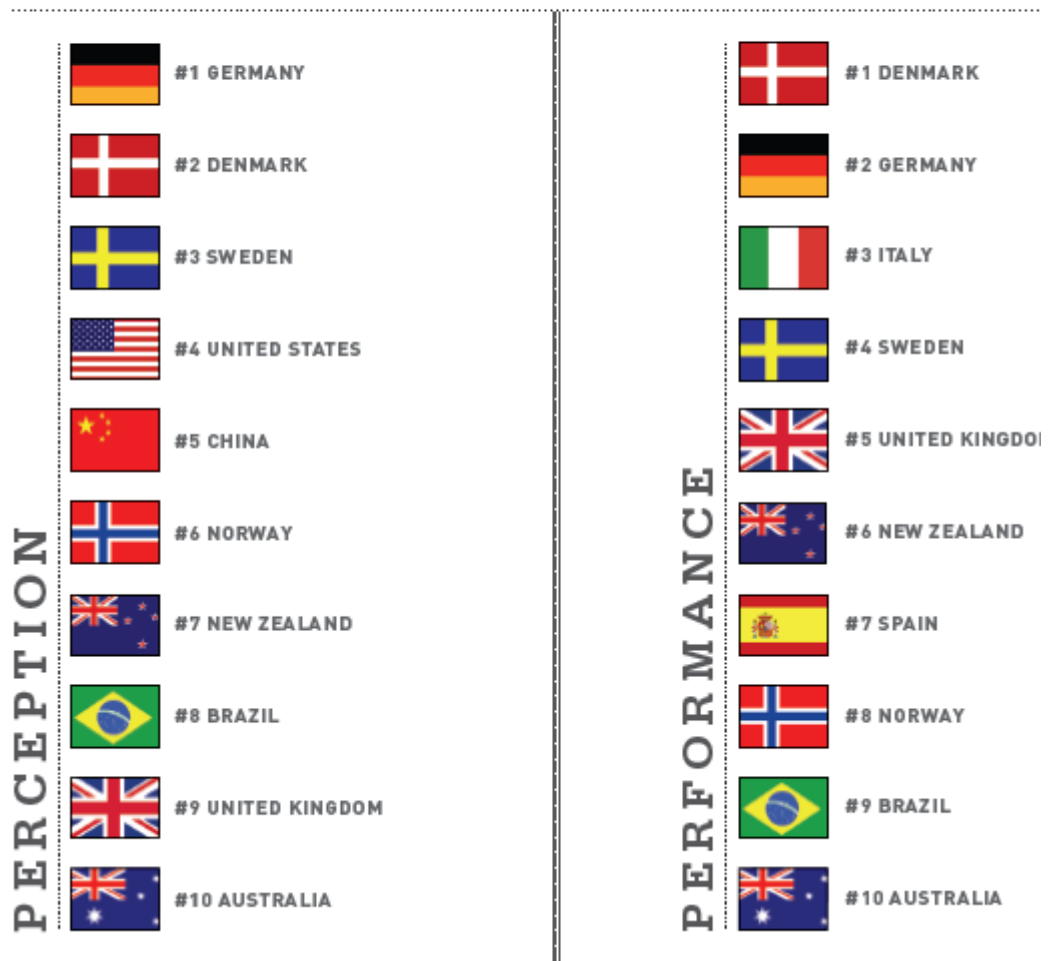 PERCEPTION
#1 GERMANY
#2 DENMARK
#3 SWEDEN
#4 UNITED STATES
#5 CHINA
#6 NORWAY
#7 NEW ZEALAND
#8 BRAZIL
#9 UNITED KINGDOM
#10 AUSTRALIA
PERFORMANCE
#1 DENMARK
#2 GERMANY
#3 ITALY
#4 SWEDEN
#5 UNITED KINGDO
#6 NEW ZEALAND
#7 SPAIN
#8 NORWAY
#9 BRAZIL
#10 AUSTRALIA